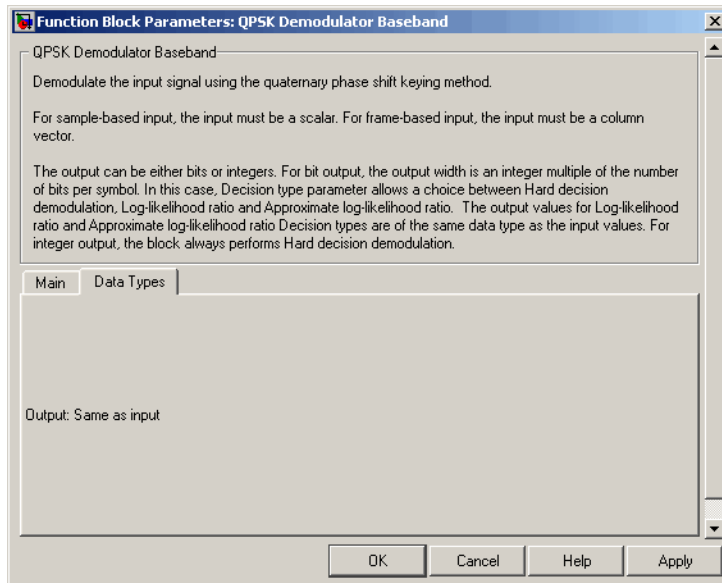 Function Block Parameters: QPSK Demodulator Baseband
QPSK Demodulator Baseband
Demodulate the input signal using the quaternary phase shift keying method.
For sample-based input, the input must be a scalar. For frame-based input, the input must be a column
vector.
The output can be either bits or integers. For bit output, the output width is an integer multiple of the number
of bits per symbol. In this case, Decision type parameter allows a choice between Hard decision
demodulation, Log-likelihood ratio and Approximate log-likelihood ratio. The output values for Log-likelihood
ratio and Approximate log-likelihood ratio Decision types are of the same data type as the input values. For
integer output, the block always performs Hard decision demodulation.
Main Data Types
Output: Same as input
OK Cancel Help Apply